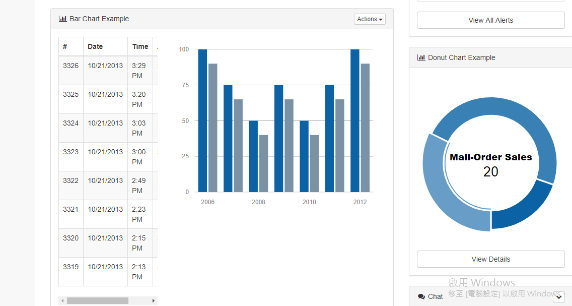 Bar Chart Example
Actions
# Date Time
3326 10/21/2013 3:29 PM
3325 10/21/2013 3:20 PM
3324 10/21/2013 3:03 PM
3323 10/21/2013 3:00 PM
3322 10/21/2013 2:49 PM
3321 10/21/2013 2:23 PM
3320 10/21/2013 2:15 PM
3319 10/21/2013 2:13 PM
100
75
50
25
0
2006 2008 2010 2012
View All Alerts
Donut Chart Example
Mail-Order Sales
20
View Details
啟用 Windows
移至 [電腦設定] 以啟用 Windows
Chat